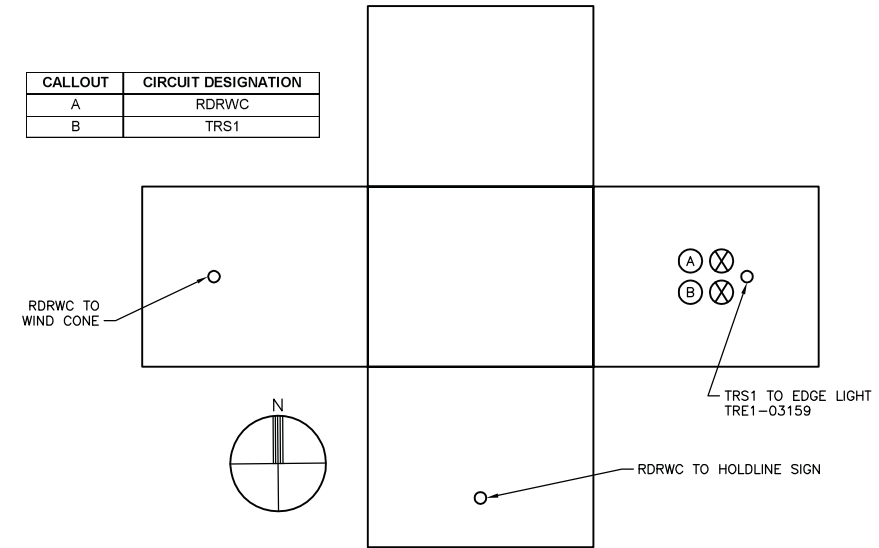 CALLOUT CIRCUIT DESIGNATION
A RDRWC
B TRS1
A
B
RDRWC TO
WIND CONE
TRS1 TO EDGE LIGHT
TRE1-03159
N
RDRWC TO HOLDLINE SIGN